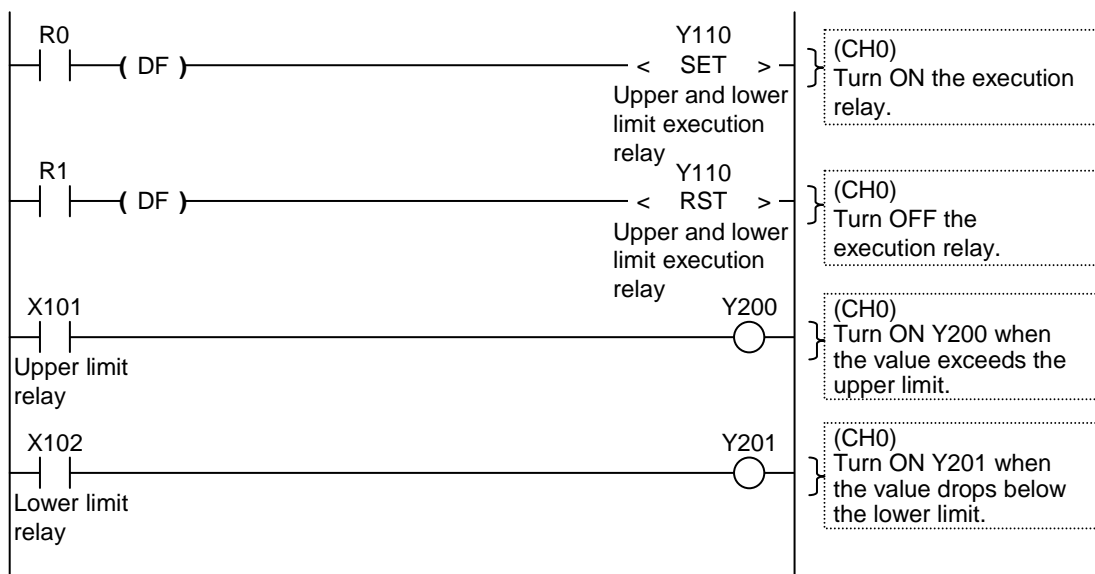 R0
Y110
( DF )
< SET >
Upper and lower
limit execution
relay
(CH0)
Turn ON the execution
relay.
R1
Y110
( DF )
< RST >
Upper and lower
limit execution
relay
(CH0)
Turn OFF the
execution relay.
X101
Y200
Upper limit
relay
(CH0)
Turn ON Y200 when
the value exceeds the
upper limit.
X102
Y201
Lower limit
relay
(CH0)
Turn ON Y201 when
the value drops below
the lower limit.